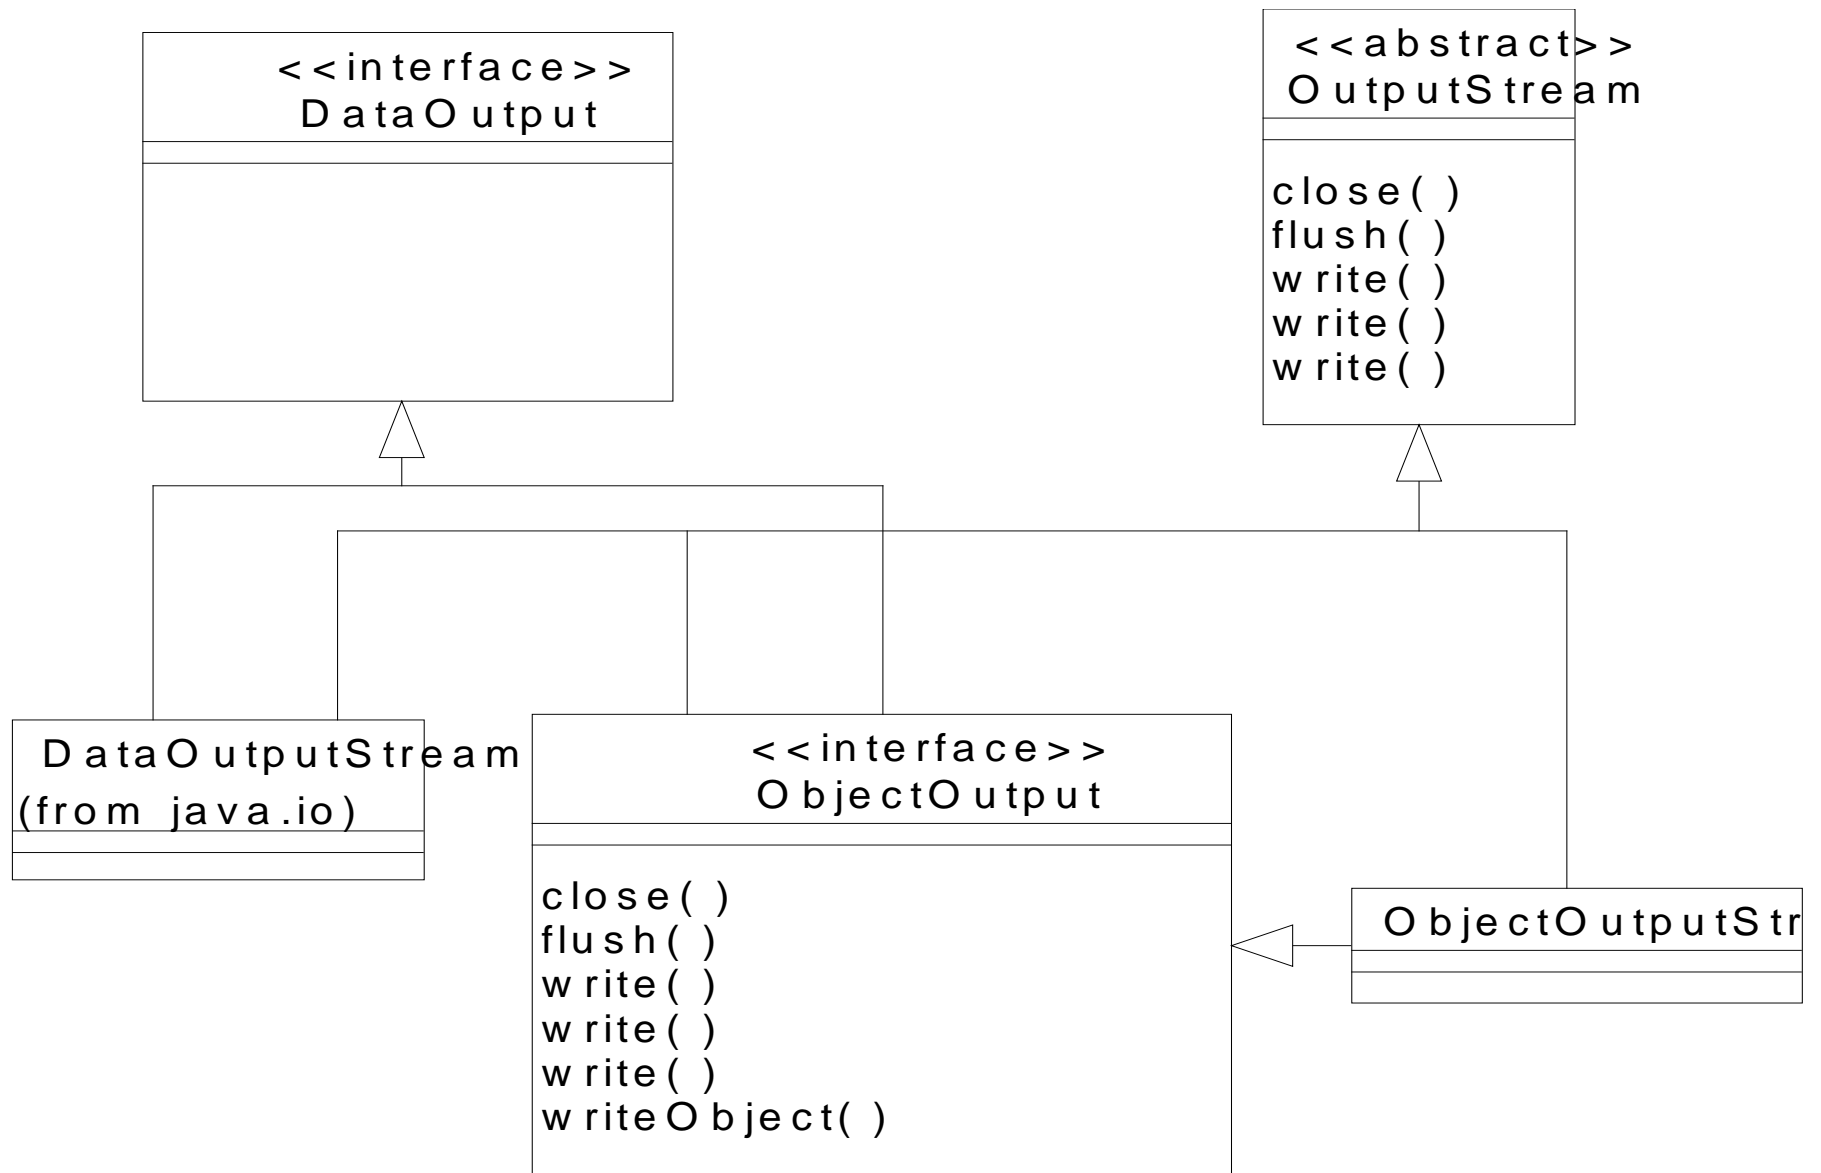 <<interface>>
DataOutput
<<abstract>>
OutputStream
close( )
flush( )
write( )
write( )
write( )
DataOutputStream
(from java.io)
<<interface>>
ObjectOutput
close( )
flush( )
write( )
write( )
write( )
writeObject( )
ObjectOutputStr